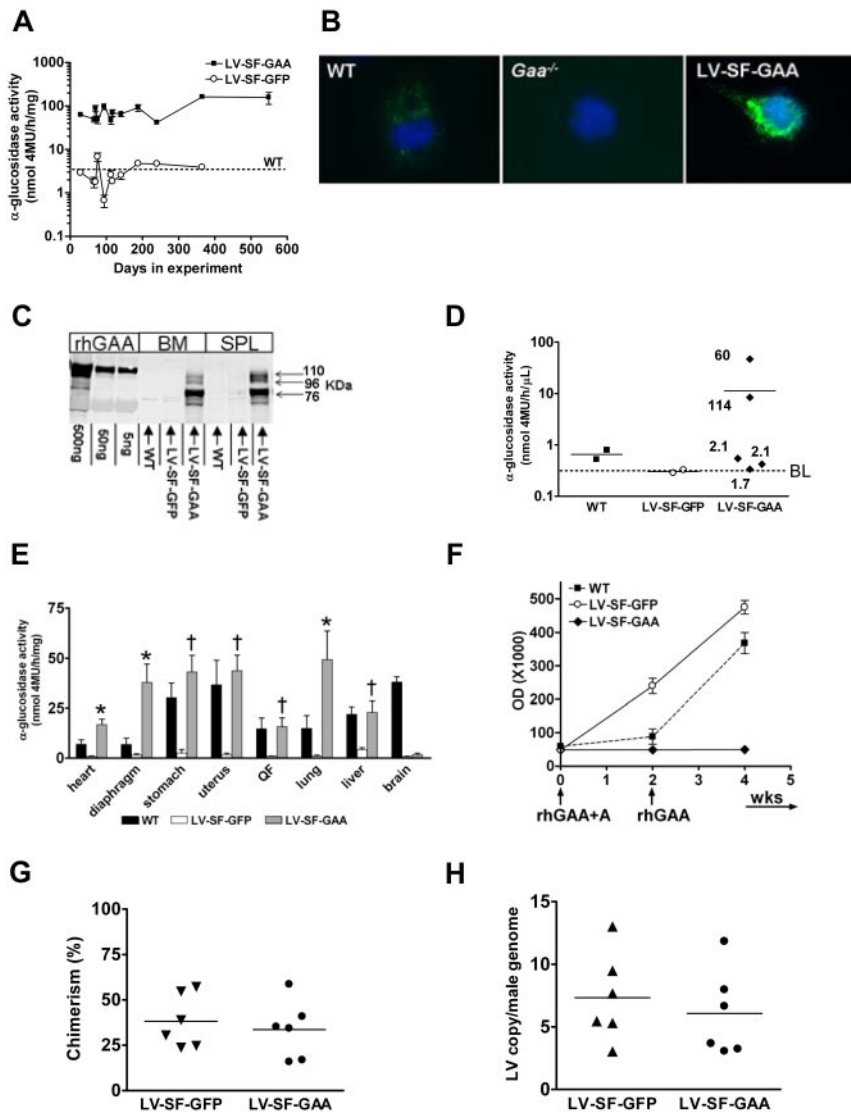 A
LV-SF-GAA
LV-SF-GFP
α-glucosidase activity
(nmol 4MU/h/mg)
1000
100
10
1
0.1
WT
0 100 200 300 400 500 600
Days in experiment
B
WT
Gaa-/-
LV-SF-GAA
C
rhGAA BM SPL
110
96 KDa
76
500ng
50ng
5ng
WT
LV-SF-GFP
LV-SF-GAA
WT
LV-SF-GFP
LV-SF-GAA
D
α-glucosidase activity
(nmol 4MU/h/μL)
100
10
1
0.1
60
114
2.1
2.1
1.7
BL
WT LV-SF-GFP LV-SF-GAA
E
α-glucosidase activity
(nmol 4MU/h/mg)
75
50
25
0
* * † † † * †
heart diaphragm stomach uterus QF lung liver brain
WT LV-SF-GFP LV-SF-GAA
F
WT
LV-SF-GFP
LV-SF-GAA
OD (X1000)
500
400
300
200
100
0
0 1 2 3 4 5
wks
rhGAA+A rhGAA
G
Chimerism (%)
100
75
50
25
0
LV-SF-GFP LV-SF-GAA
H
LV copy/male genome
15
10
5
0
LV-SF-GFP LV-SF-GAA